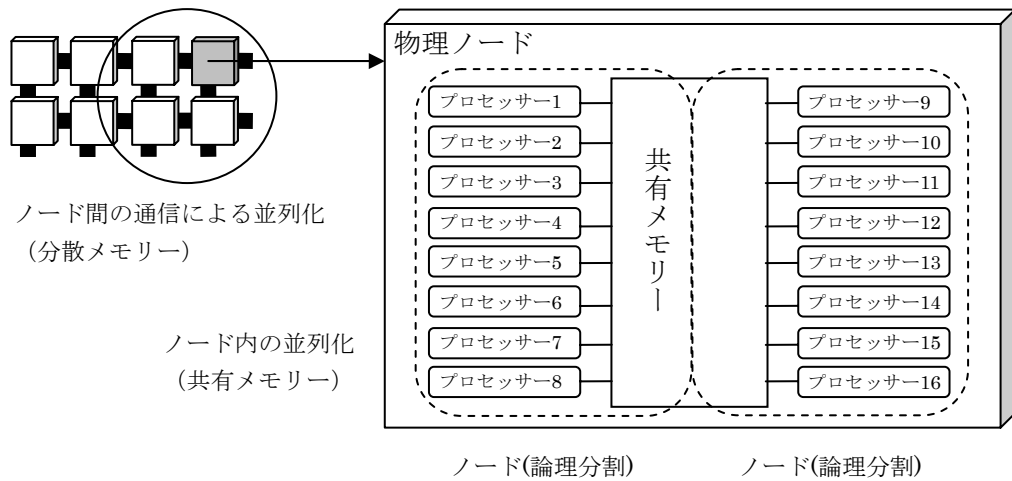 物理ノード
プロセッサー1
プロセッサー2
プロセッサー3
プロセッサー4
プロセッサー5
プロセッサー6
プロセッサー7
プロセッサー8
共有メモリー
プロセッサー9
プロセッサー10
プロセッサー11
プロセッサー12
プロセッサー13
プロセッサー14
プロセッサー15
プロセッサー16
ノード間の通信による並列化
(分散メモリー)
ノード内の並列化
(共有メモリー)
ノード(論理分割)
ノード(論理分割)